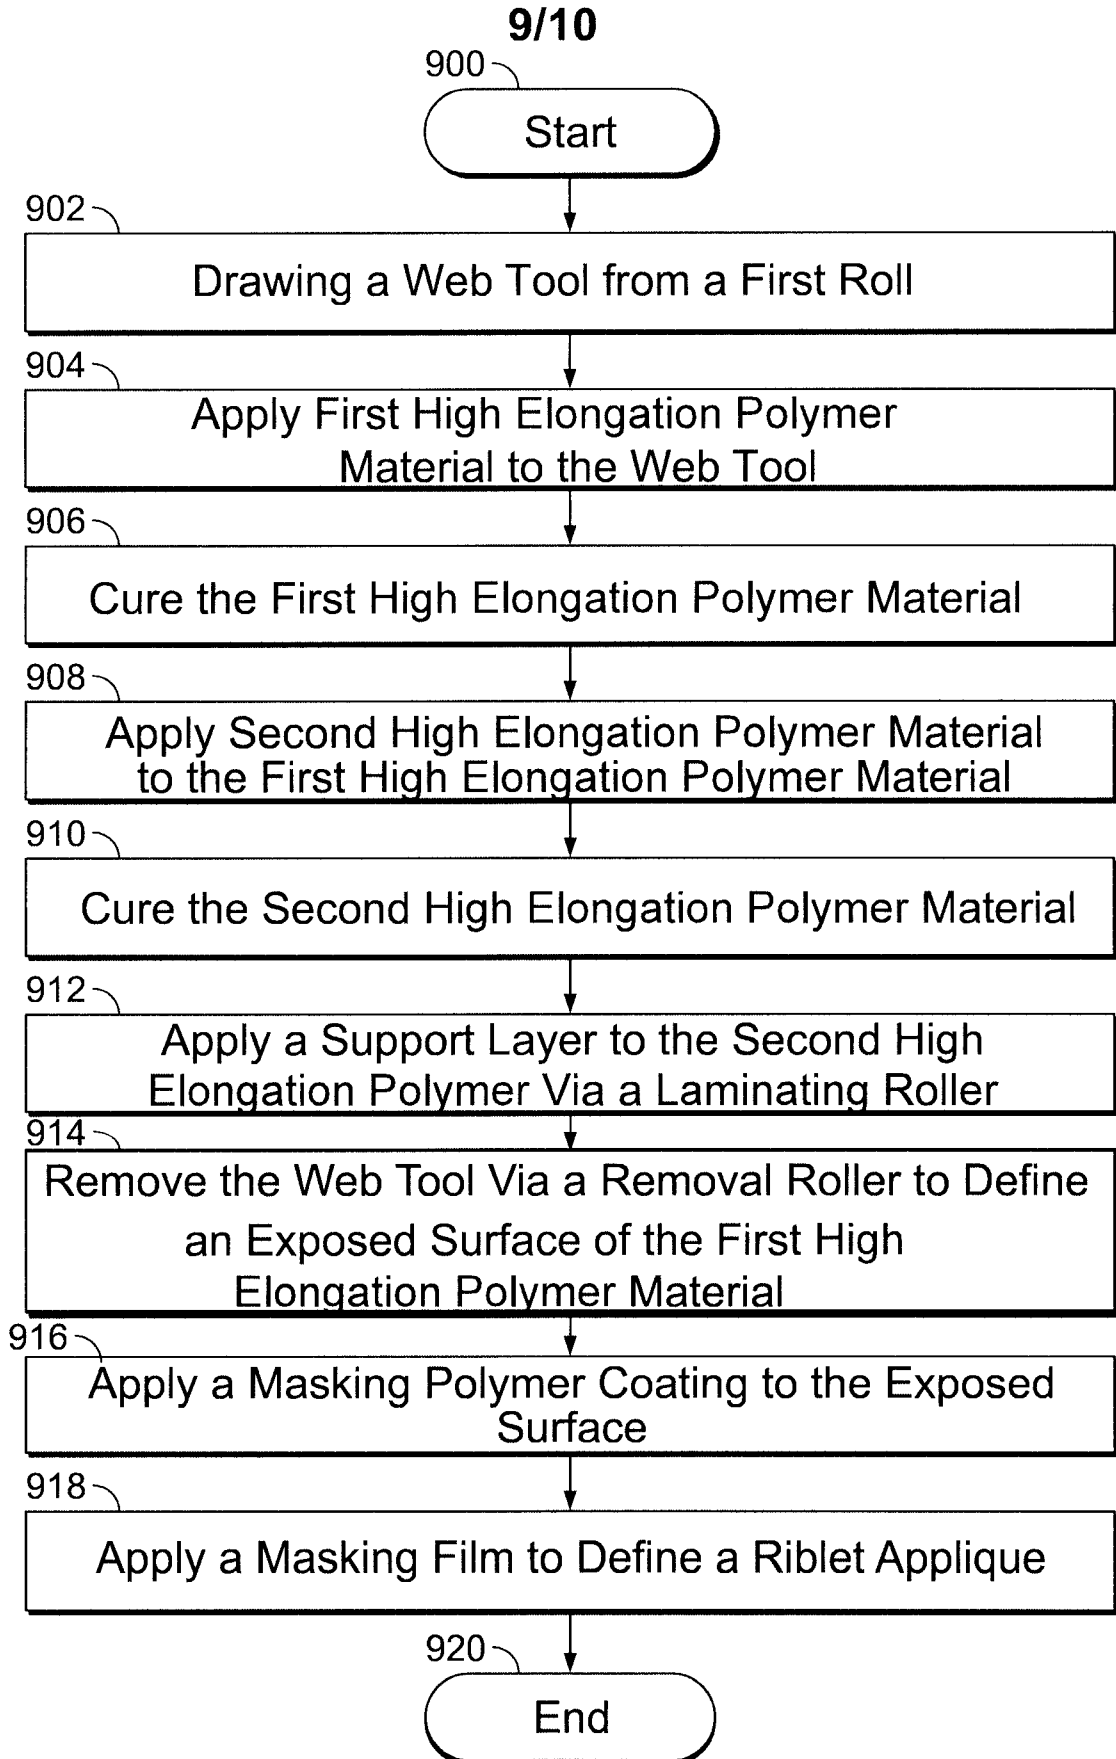 9/10
900
Start
902
Drawing a Web Tool from a First Roll
904
Apply First High Elongation Polymer
Material to the Web Tool
906
Cure the First High Elongation Polymer Material
908
Apply Second High Elongation Polymer Material
to the First High Elongation Polymer Material
910
Cure the Second High Elongation Polymer Material
912
Apply a Support Layer to the Second High
Elongation Polymer Via a Laminating Roller
914
Remove the Web Tool Via a Removal Roller to Define
an Exposed Surface of the First High
Elongation Polymer Material
916
Apply a Masking Polymer Coating to the Exposed
Surface
918
Apply a Masking Film to Define a Riblet Applique
920
End